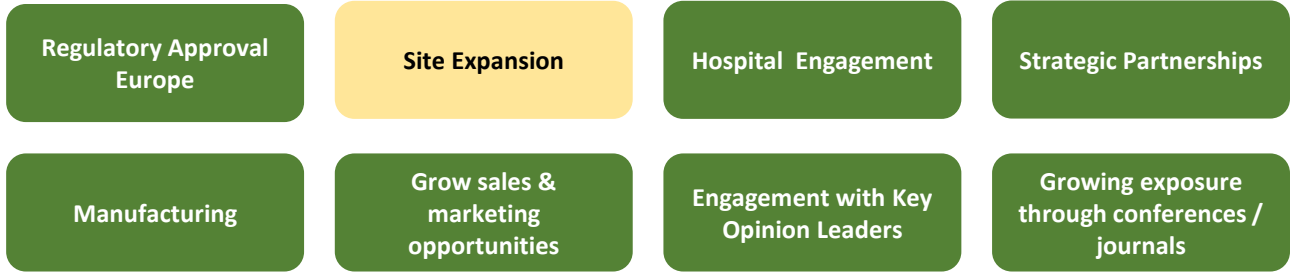 Regulatory Approval
Europe
Site Expansion
Hospital  Engagement
Strategic Partnerships
Manufacturing
Grow sales &
marketing
opportunities
Engagement with Key
Opinion Leaders
Growing exposure
through conferences /
journals